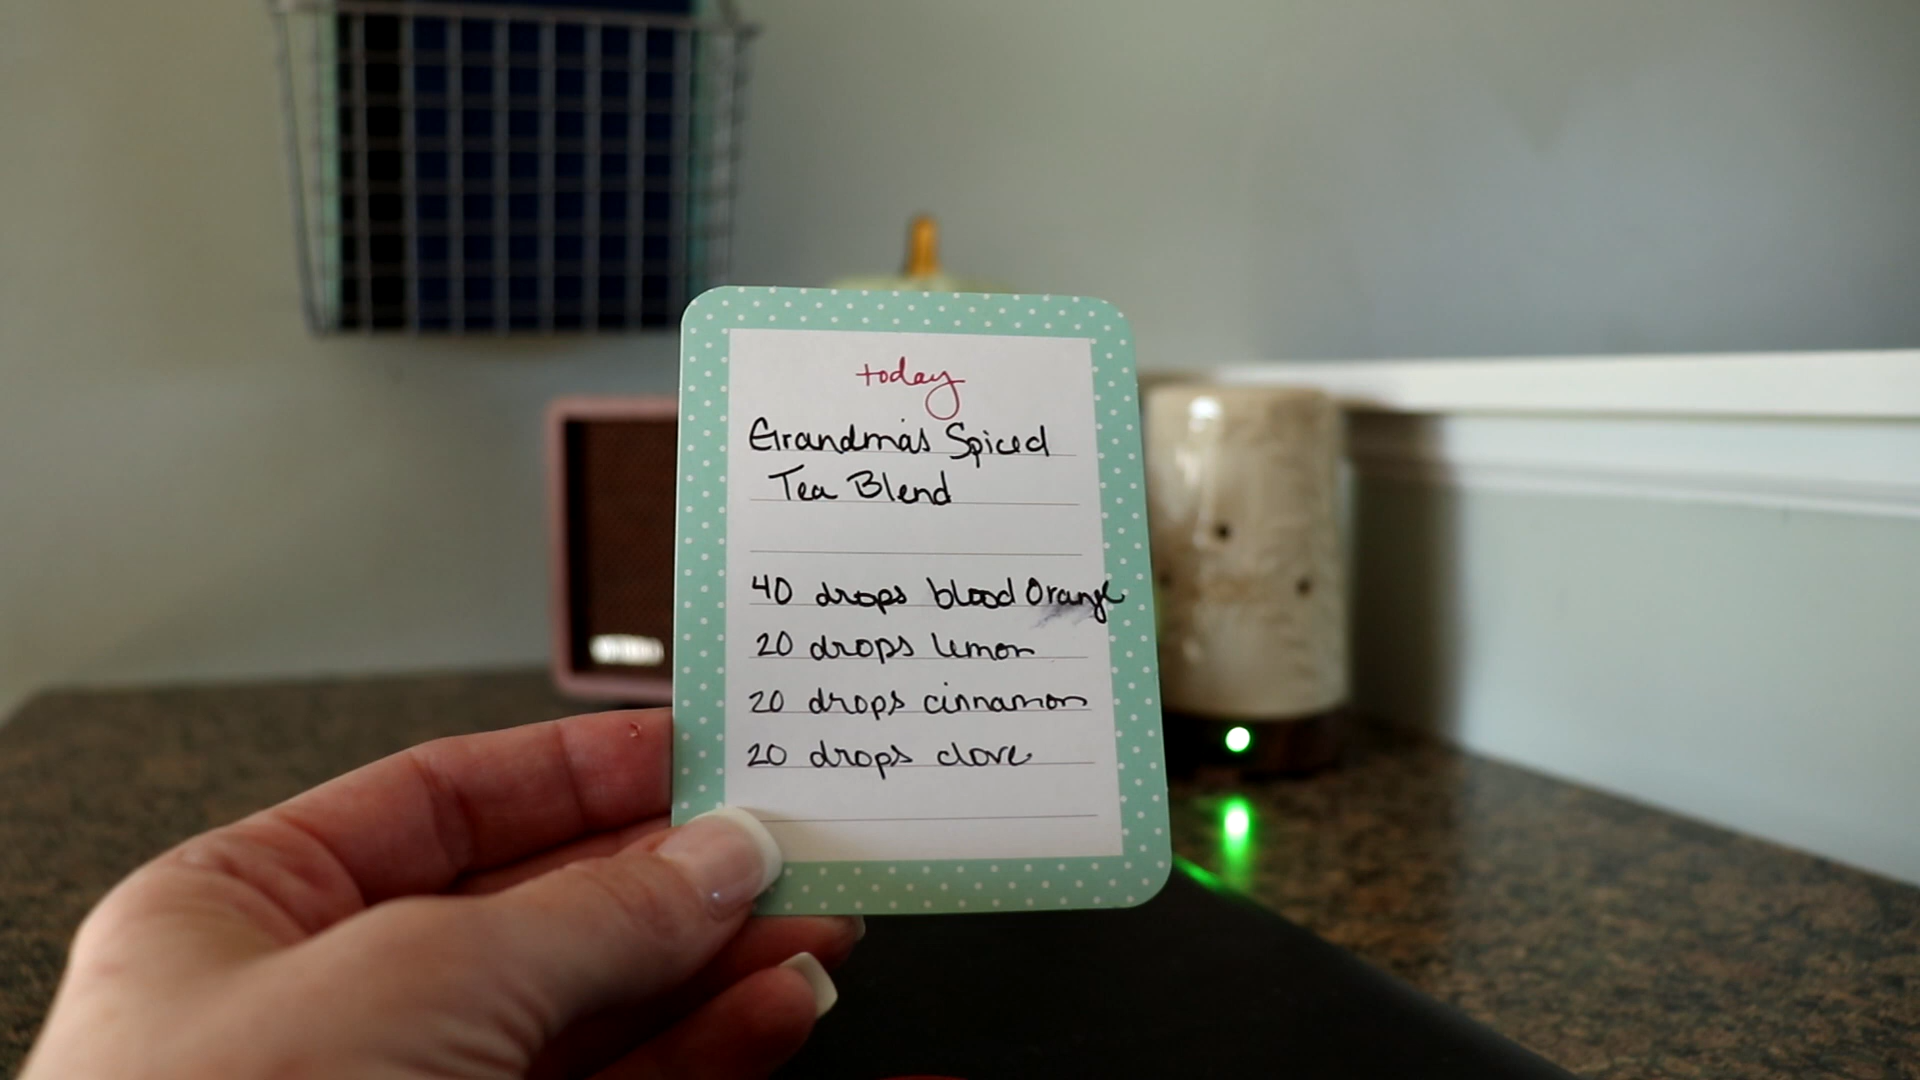 today
Grandma's Spiced
Tea Blend
40 drops blood Orange
20 drops lemon
20 drops cinnamon
20 drops clove